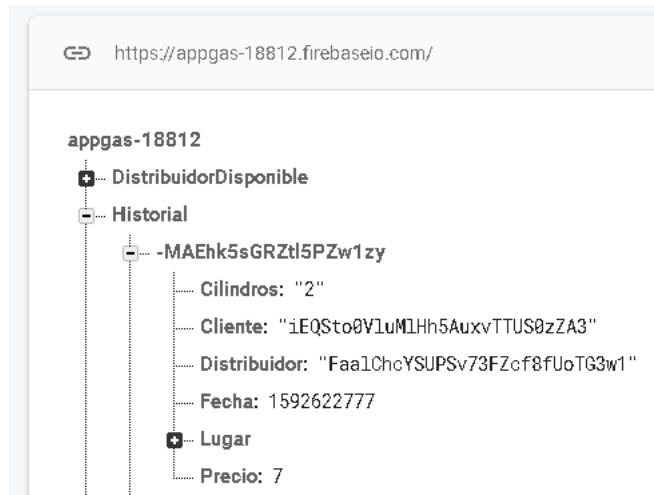 https://appgas-18812.firebaseio.com/
appgas-18812
DistribuidorDisponible
Historial
-MAEhk5sGRZtl5PZw1zy
Cilindros: "2"
Cliente: "iEQSto0VluMlHh5AuxvTTUS0zZA3"
Distribuidor: "FaalChcYSUPSv73FZcf8fUoTG3w1"
Fecha: 1592622777
Lugar
Precio: 7